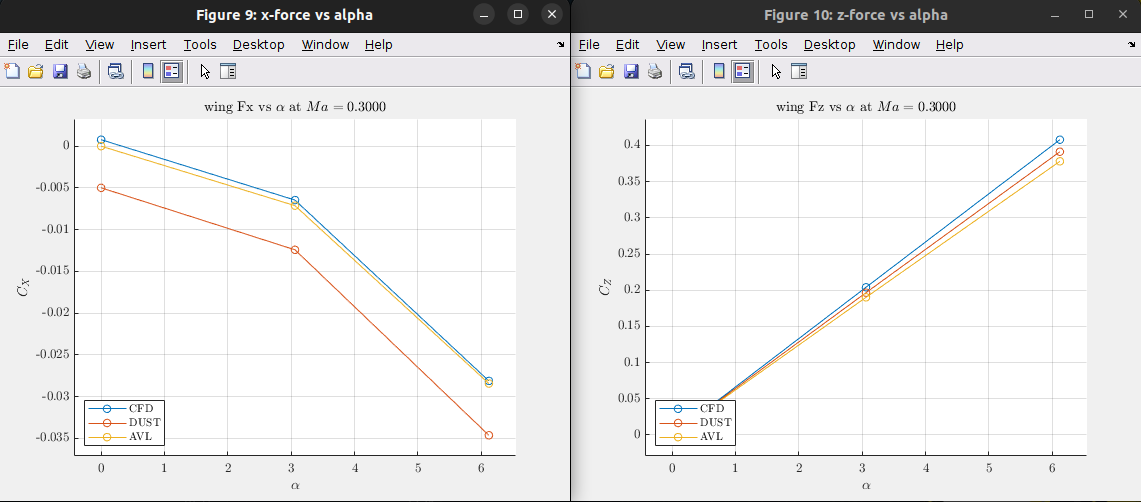 Figure 9: x-force vs alpha
File Edit View Insert Tools Desktop Window Help
wing Fx vs α at Ma = 0.3000
0
-0.005
-0.01
-0.015
-0.02
-0.025
-0.03
-0.035
C_X
CFD
DUST
AVL
0 1 2 3 4 5 6
α
Figure 10: z-force vs alpha
File Edit View Insert Tools Desktop Window Help
wing Fz vs α at Ma = 0.3000
0.4
0.35
0.3
0.25
0.2
0.15
0.1
0.05
0
C_Z
CFD
DUST
AVL
0 1 2 3 4 5 6
α